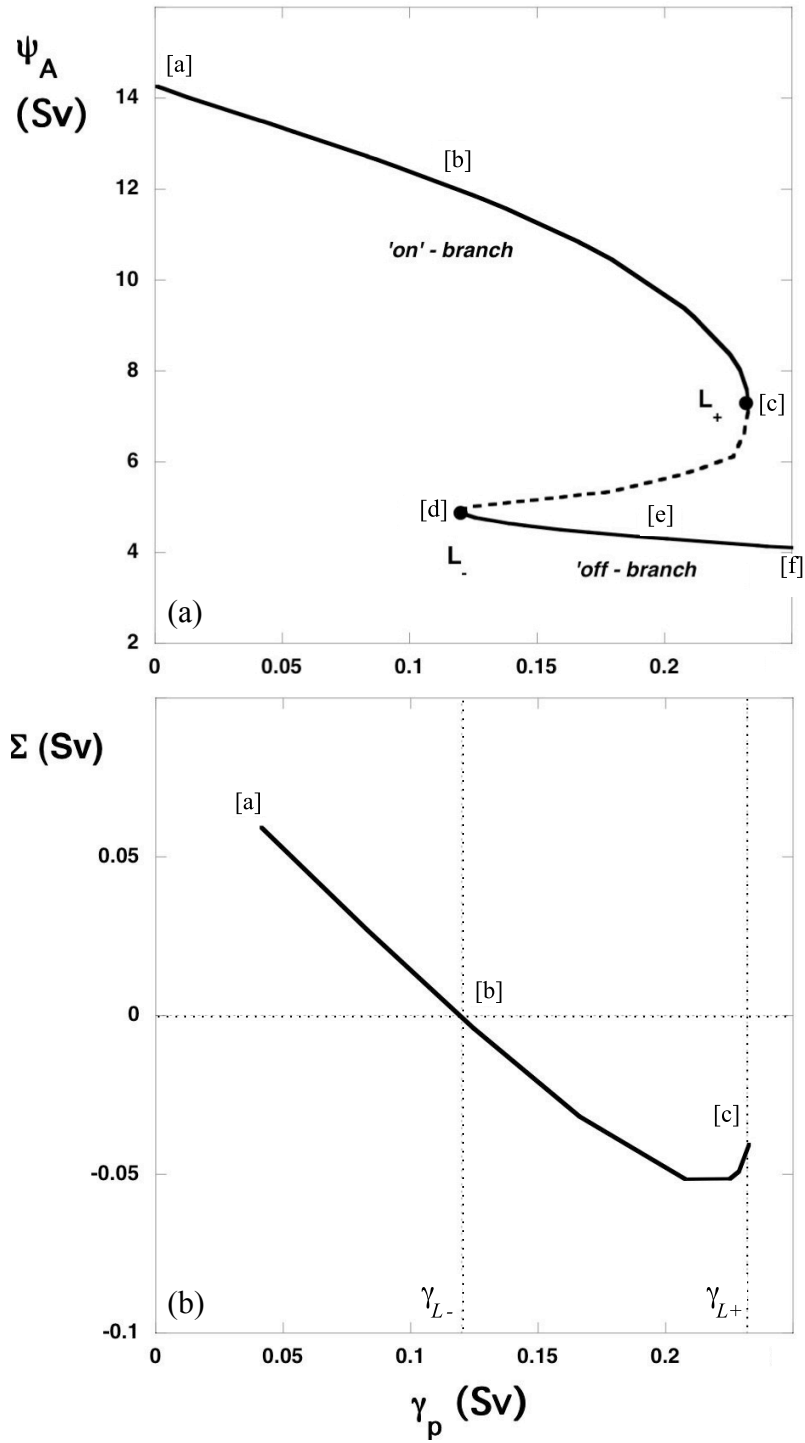 ψA
(Sv)
[a]
14
[b]
12
'on' - branch
10
8
L+
[c]
6
[d]
[e]
4
L-
'off - branch
[f]
(a)
2
0
0.05
0.1
0.15
0.2
Σ (Sv)
[a]
0.05
[b]
0
[c]
-0.05
γL-
γL+
(b)
-0.1
0
0.05
0.1
0.15
0.2
γp (Sv)